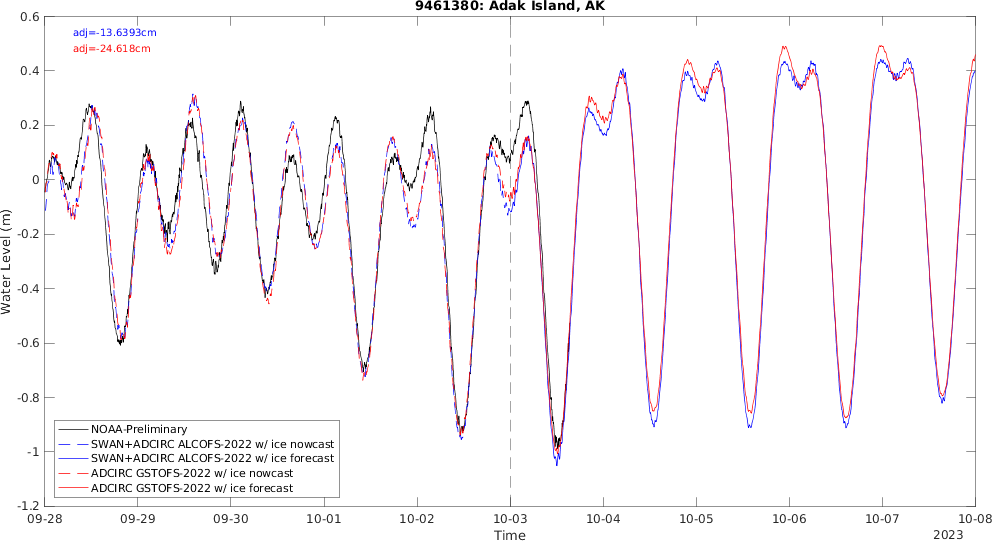 9461380: Adak Island, AK
adj=-13.6393cm
adj=-24.618cm
0.6
0.4
0.2
0
-0.2
-0.4
-0.6
-0.8
-1
-1.2
Water Level (m)
NOAA-Preliminary
SWAN+ADCIRC ALCOFS-2022 w/ ice nowcast
SWAN+ADCIRC ALCOFS-2022 w/ ice forecast
ADCIRC GSTOFS-2022 w/ ice nowcast
ADCIRC GSTOFS-2022 w/ ice forecast
09-28 09-29 09-30 10-01 10-02 10-03 10-04 10-05 10-06 10-07 10-08
Time
2023